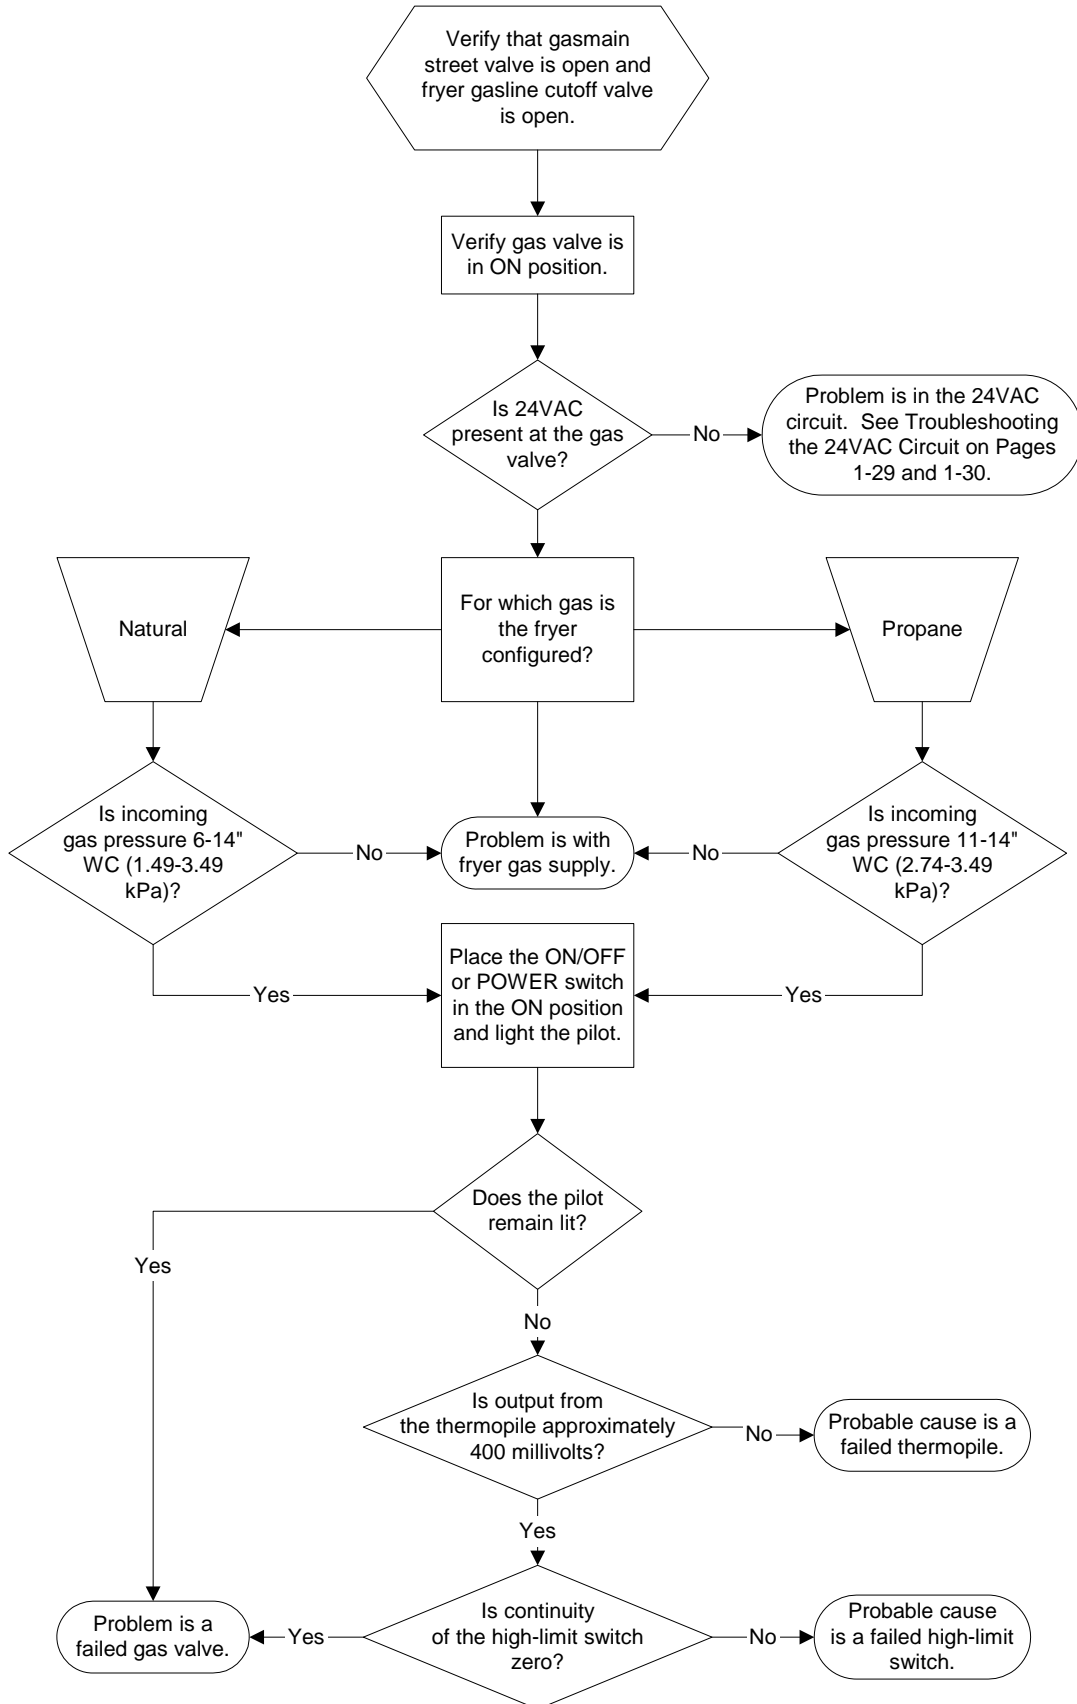 Verify that gasmain
street valve is open and
fryer gasline cutoff valve
is open.
Verify gas valve is
in ON position.
Is 24VAC
present at the gas
valve?
No
Problem is in the 24VAC
circuit.  See Troubleshooting
the 24VAC Circuit on Pages
1-29 and 1-30.
Natural
For which gas is
the fryer
configured?
Propane
Is incoming
gas pressure 6-14"
WC (1.49-3.49
kPa)?
No
Problem is with
fryer gas supply.
No
Is incoming
gas pressure 11-14"
WC (2.74-3.49
kPa)?
Yes
Place the ON/OFF
or POWER switch
in the ON position
and light the pilot.
Yes
Does the pilot
remain lit?
Yes
No
Is output from
the thermopile approximately
400 millivolts?
No
Probable cause is a
failed thermopile.
Yes
Problem is a
failed gas valve.
Yes
Is continuity
of the high-limit switch
zero?
No
Probable cause
is a failed high-limit
switch.